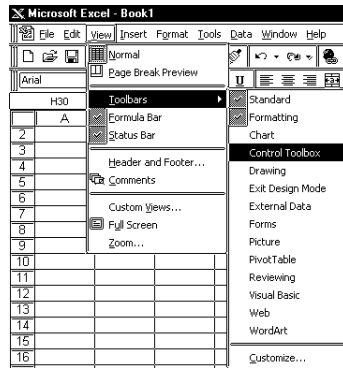 Microsoft Excel - Book1
File Edit View Insert Format Tools Data Window Help
Normal
Page Break Preview
Arial
U
H30
Toolbars
Standard
A
Formula Bar
Formatting
2
Status Bar
Chart
3
Control Toolbox
4
Header and Footer...
Drawing
5
Comments
Exit Design Mode
6
External Data
7
Custom Views...
Forms
8
Full Screen
Picture
9
Zoom...
PivotTable
10
Reviewing
11
Visual Basic
12
Web
13
WordArt
14
15
16
Customize...